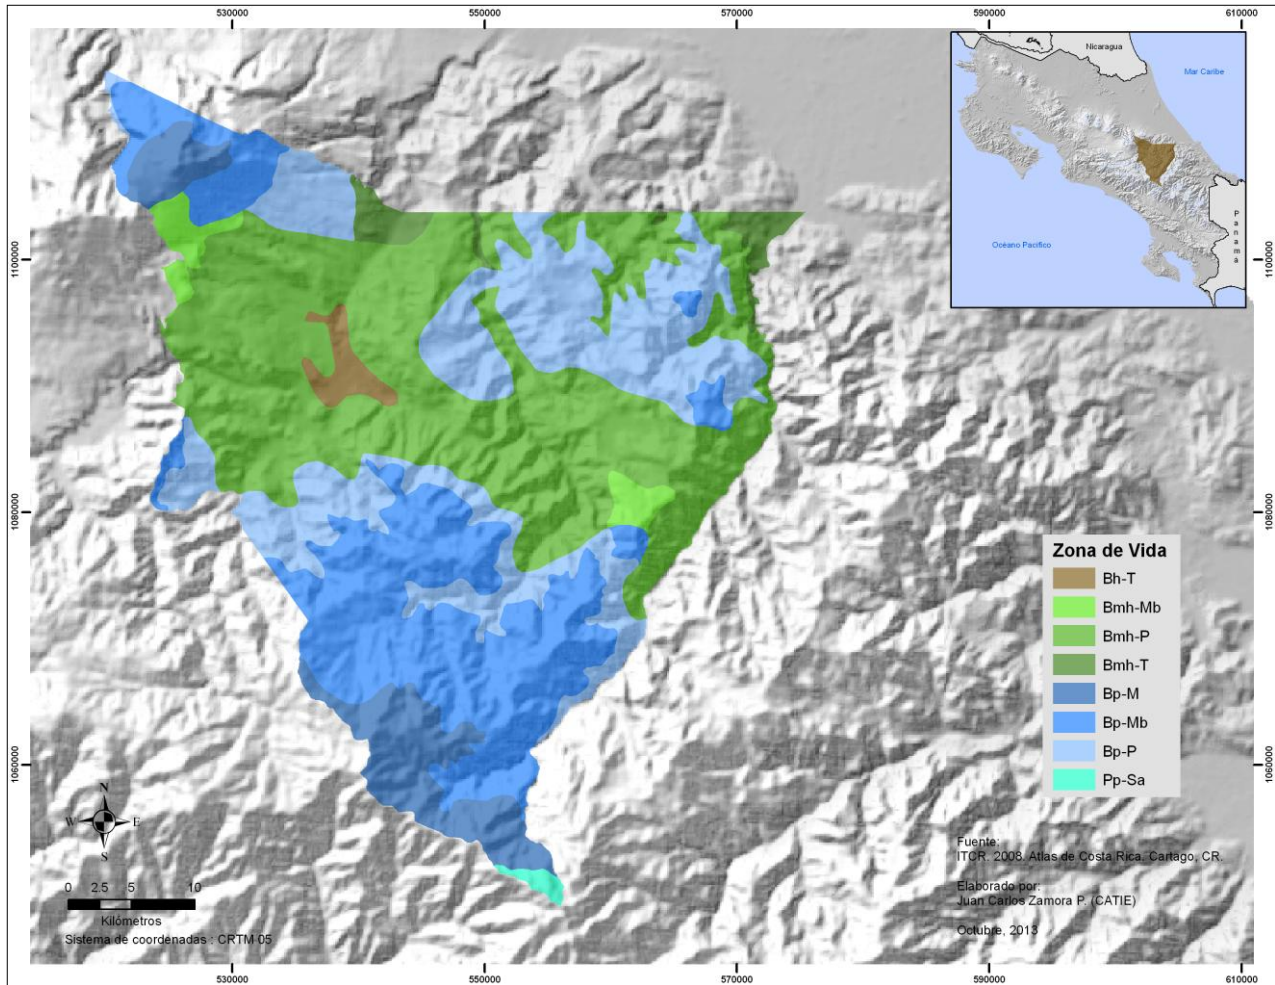 530000 550000 570000 590000 610000
Nicaragua
Mar Caribe
Océano Pacífico
P
a
n
a
m
á
1100000 1100000
1080000 1080000
1060000 1060000
Zona de Vida
Bh-T
Bmh-Mb
Bmh-P
Bmh-T
Bp-M
Bp-Mb
Bp-P
Pp-Sa
N
W E
S
0 2.5 5 10
Kilómetros
Sistema de coordenadas : CRTM 05
Fuente:
ITCR. 2008. Atlas de Costa Rica. Cartago, CR.
Elaborado por:
Juan Carlos Zamora P. (CATIE)
Octubre, 2013
530000 550000 570000 590000 610000